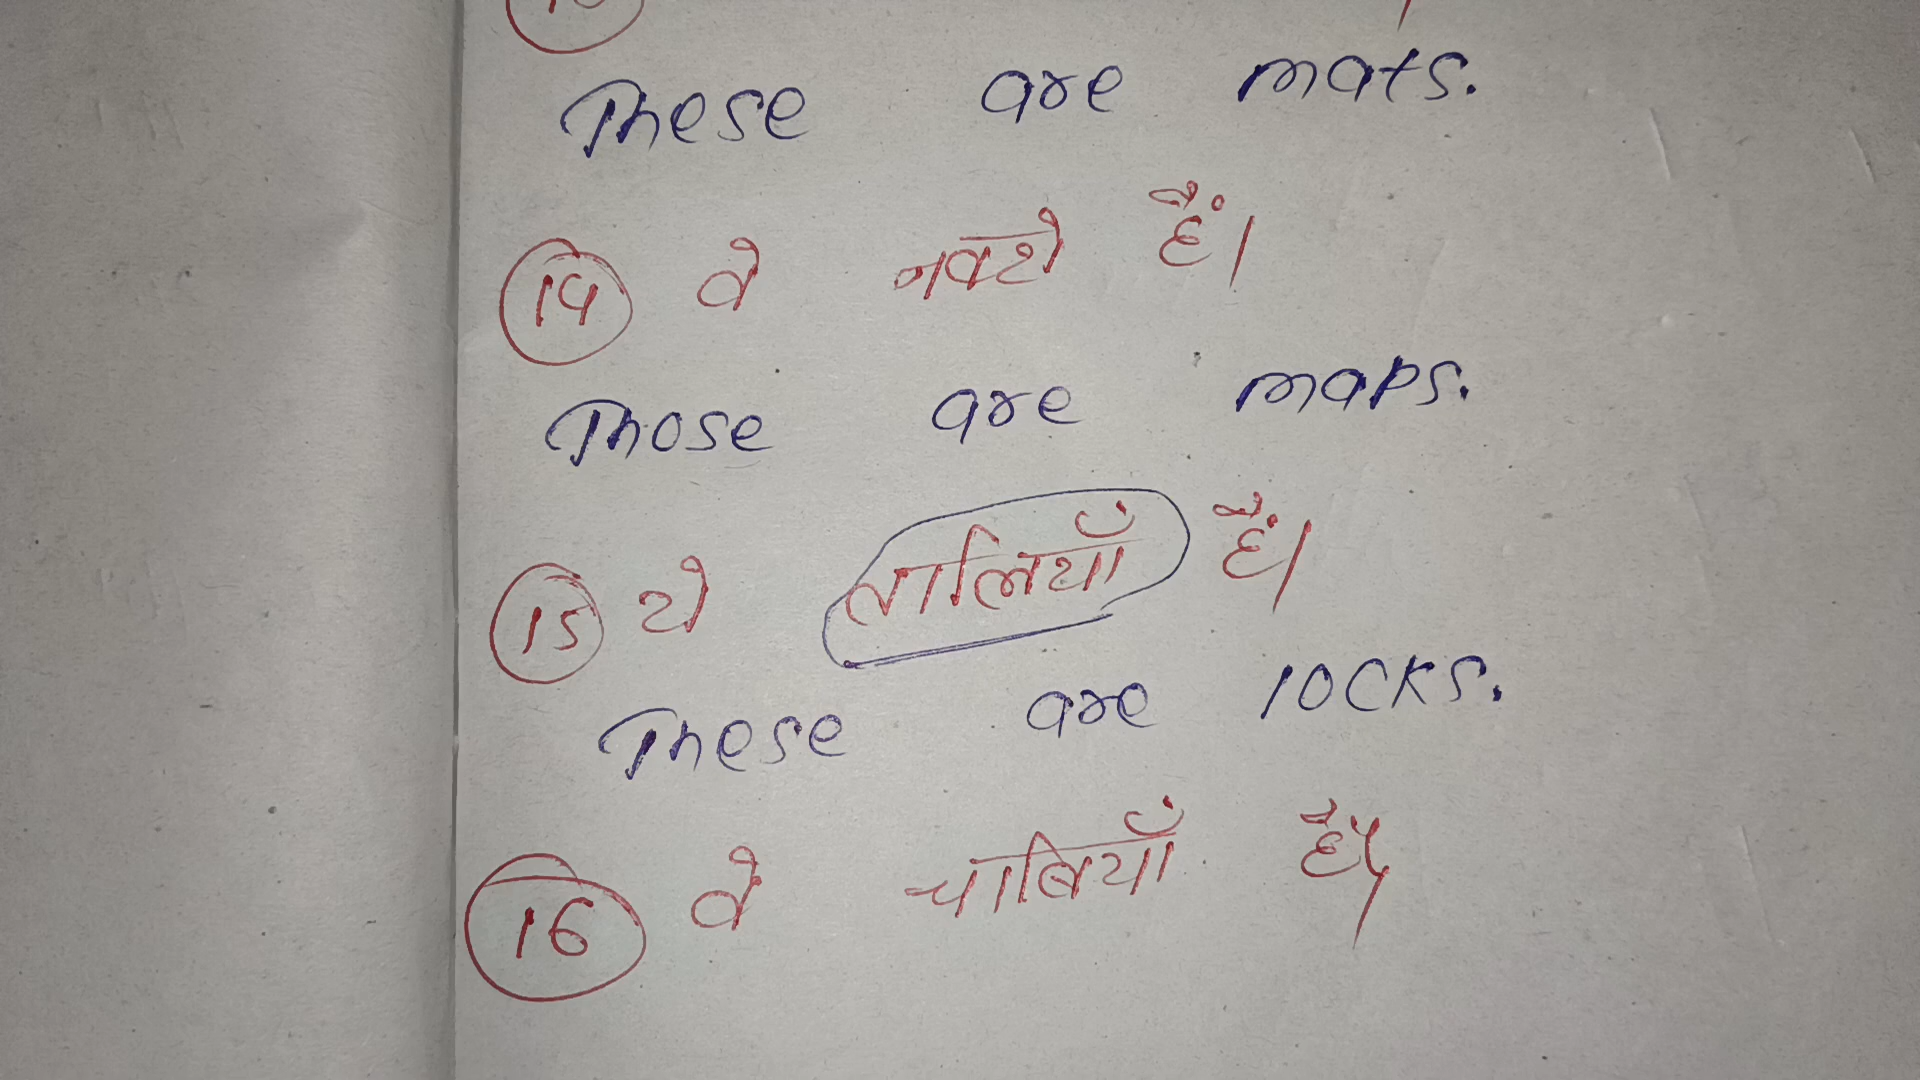 These are mats.
14 वे नक्शे हैं।
Those are maps.
15 ये तालियाँ हैं।
These are locks.
16 वे चाबियाँ हैं।